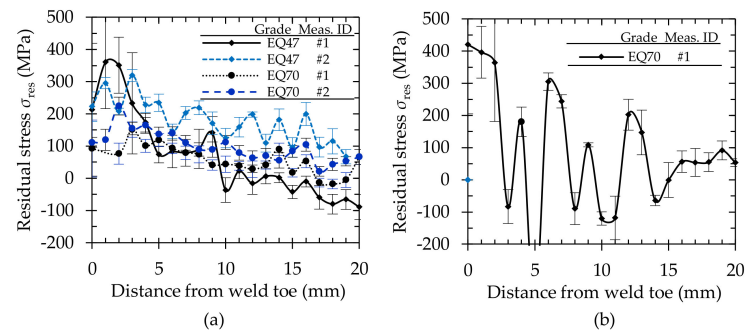 500
400
300
200
100
0
-100
-200
Residual stress σres (MPa)
Grade Meas. ID
EQ47 #1
EQ47 #2
EQ70 #1
EQ70 #2
0 5 10 15 20
Distance from weld toe (mm)
(a)
500
400
300
200
100
0
-100
-200
Residual stress σres (MPa)
Grade Meas. ID
EQ70 #1
0 5 10 15 20
Distance from weld toe (mm)
(b)